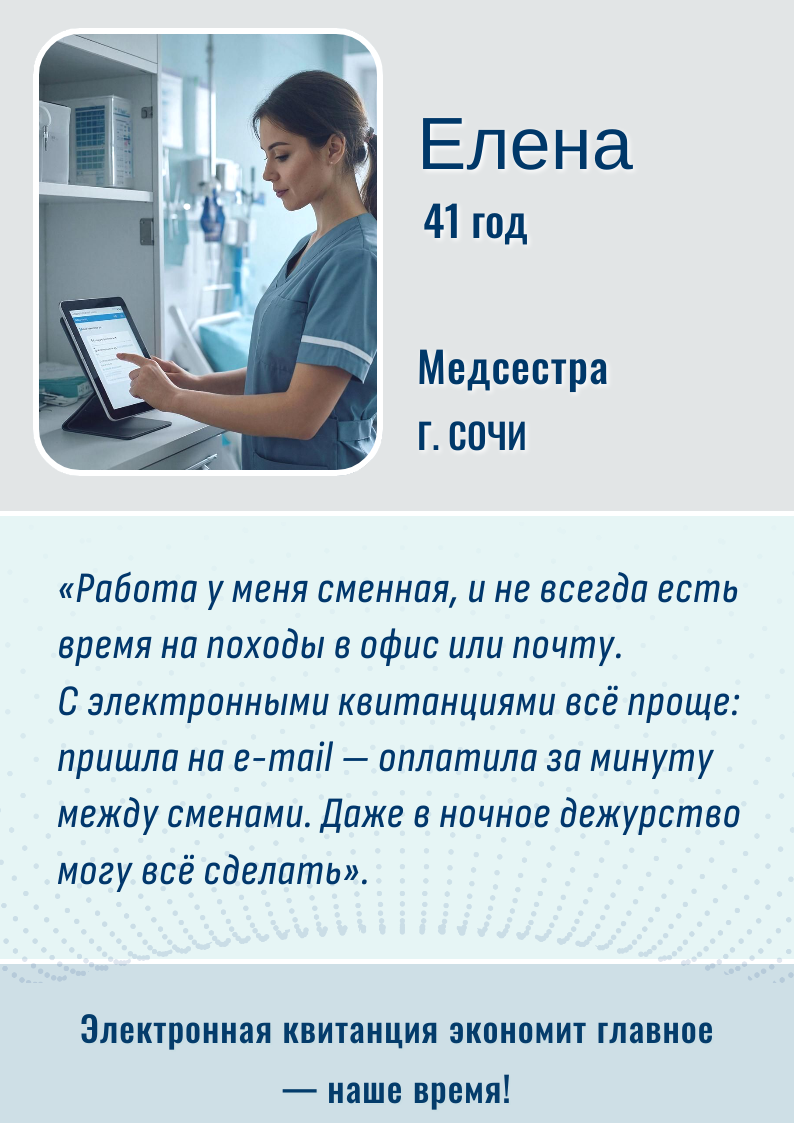 Елена
41 год
Медсестра
г. СОЧИ
«Работа у меня сменная, и не всегда есть
время на походы в офис или почту.
С электронными квитанциями всё проще:
пришла на e-mail — оплатила за минуту
между сменами. Даже в ночное дежурство
могу всё сделать».
Электронная квитанция экономит главное
— наше время!